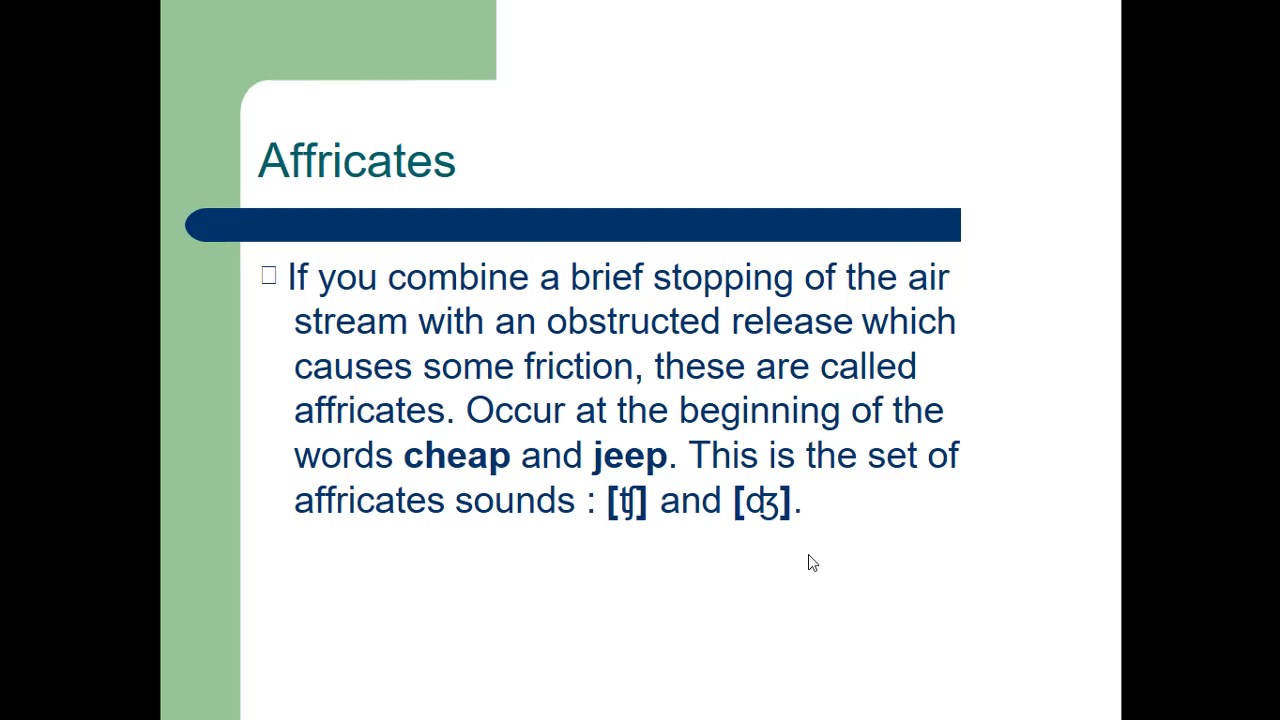 Affricates
If you combine a brief stopping of the air
stream with an obstructed release which
causes some friction, these are called
affricates. Occur at the beginning of the
words cheap and jeep. This is the set of
affricates sounds : [ʧ] and [ʤ].